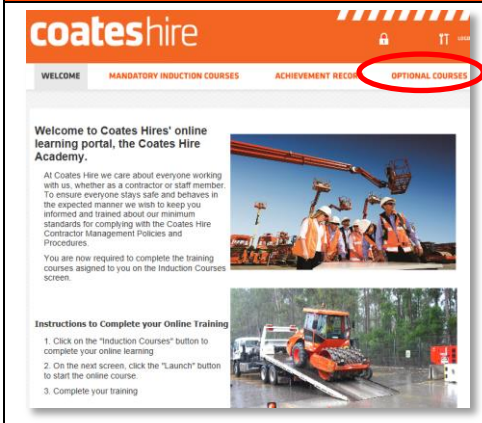 coateshire
WELCOME MANDATORY INDUCTION COURSES ACHIEVEMENT RECOR OPTIONAL COURSES
Welcome to Coates Hires' online
learning portal, the Coates Hire
Academy.
At Coates Hire we care about everyone working
with us, whether as a contractor or staff member.
To ensure everyone stays safe and behaves in
the expected manner we wish to keep you
informed and trained about our minimum
standards for complying with the Coates Hire
Contractor Management Policies and
Procedures.
You are now required to complete the training
courses asigned to you on the Induction Courses
screen.
Instructions to Complete your Online Training
1. Click on the "Induction Courses" button to
complete your online learning
2. On the next screen, click the "Launch" button
to start the online course.
3. Complete your training